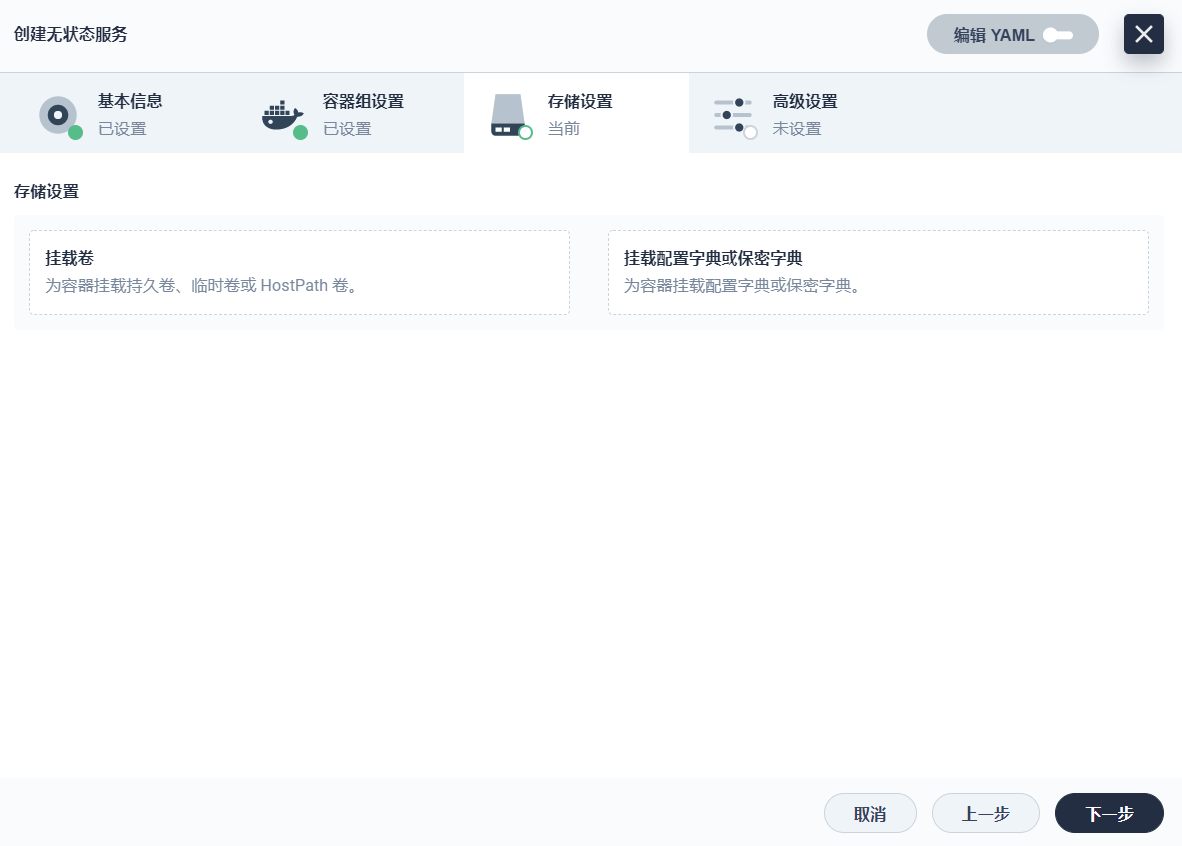 创建无状态服务
编辑 YAML
基本信息
已设置
容器组设置
已设置
存储设置
当前
高级设置
未设置
存储设置
挂载卷
为容器挂载持久卷、临时卷或 HostPath 卷。
挂载配置字典或保密字典
为容器挂载配置字典或保密字典。
取消
上一步
下一步